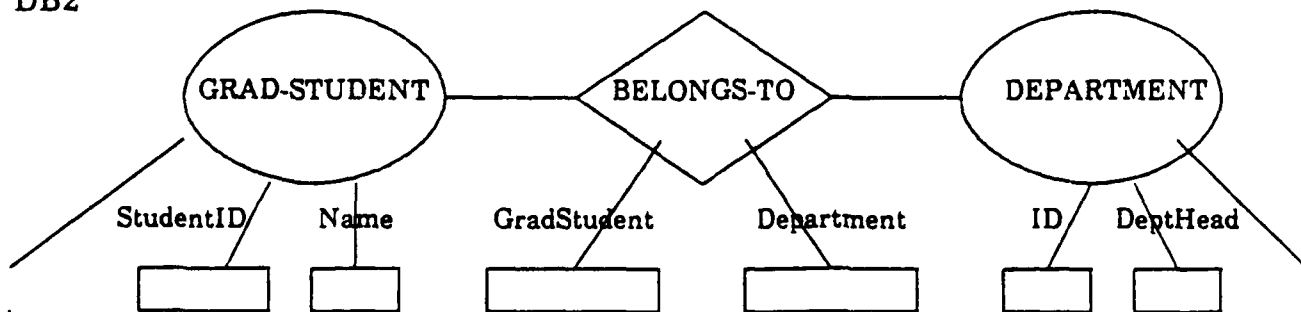 DB2
GRAD-STUDENT BELONGS-TO DEPARTMENT
StudentID Name GradStudent Department ID DeptHead